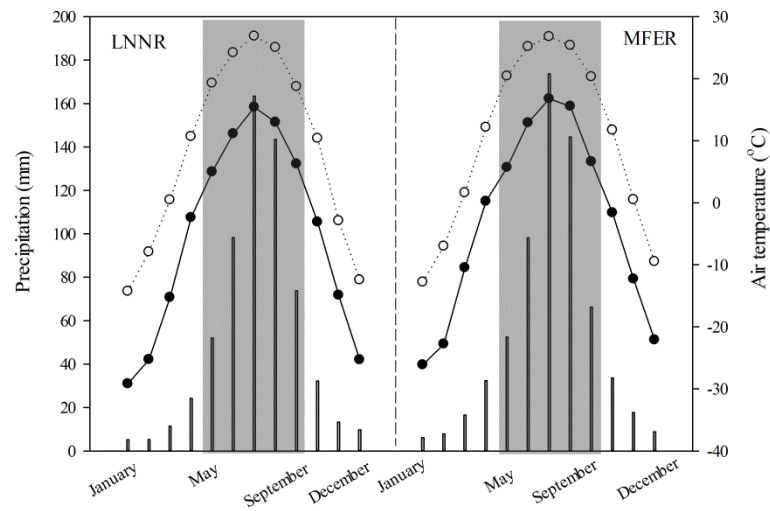 LNNR
MFER
Precipitation (mm)
200
180
160
140
120
100
80
60
40
20
0
Air temperature (°C)
30
20
10
0
-10
-20
-30
-40
January
May
September
December
January
May
September
December